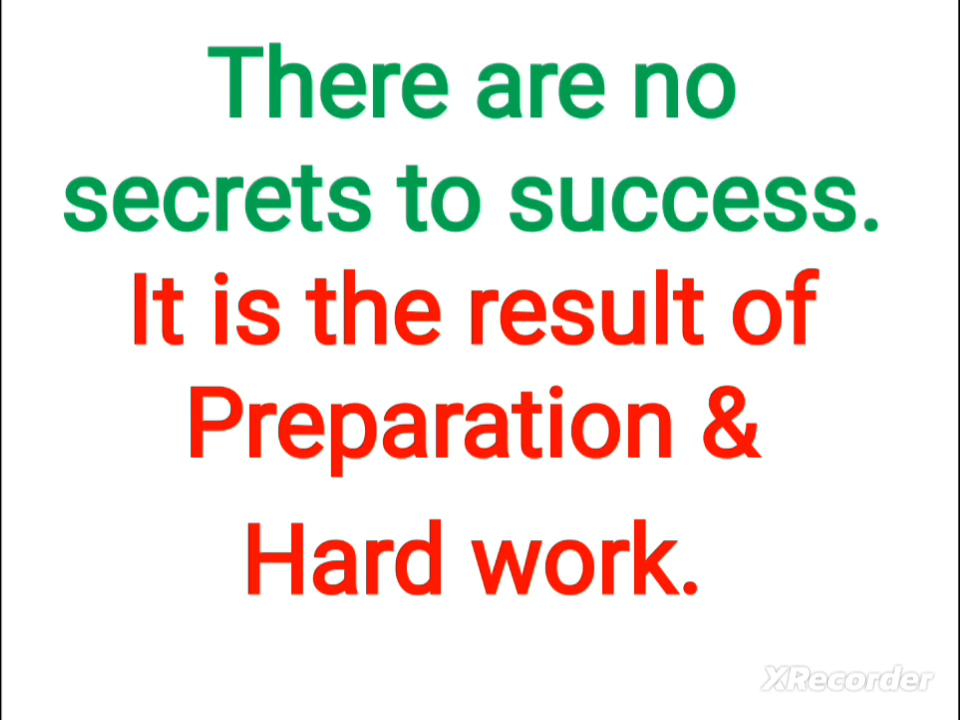 There are no
secrets to success.
It is the result of
Preparation &
Hard work.
XRecorder